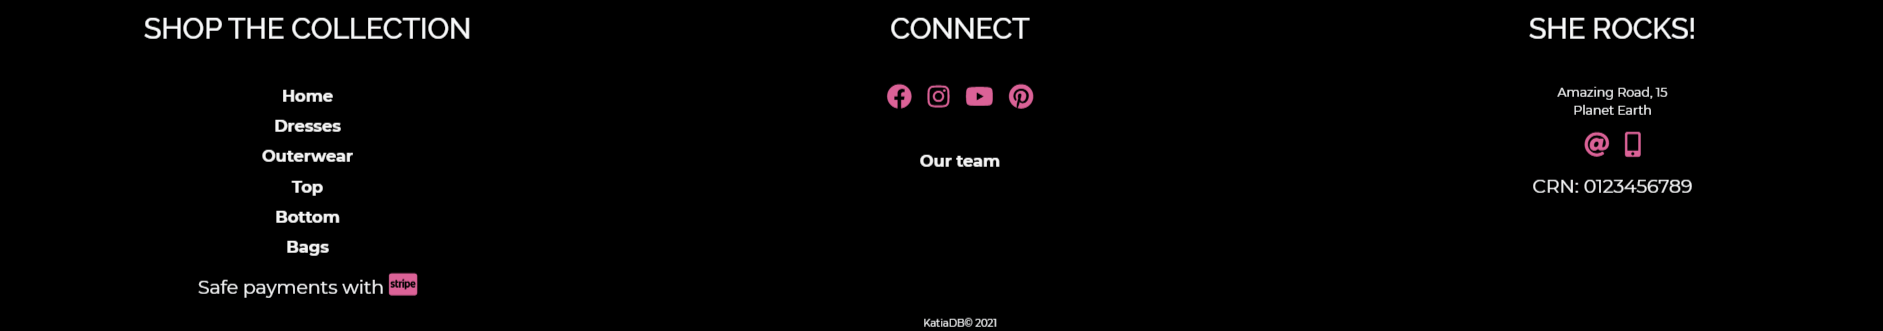 SHOP THE COLLECTION
Home
Dresses
Outerwear
Top
Bottom
Bags
Safe payments with stripe
CONNECT
Our team
KatiaDB© 2021
SHE ROCKS!
Amazing Road, 15
Planet Earth
CRN: 0123456789